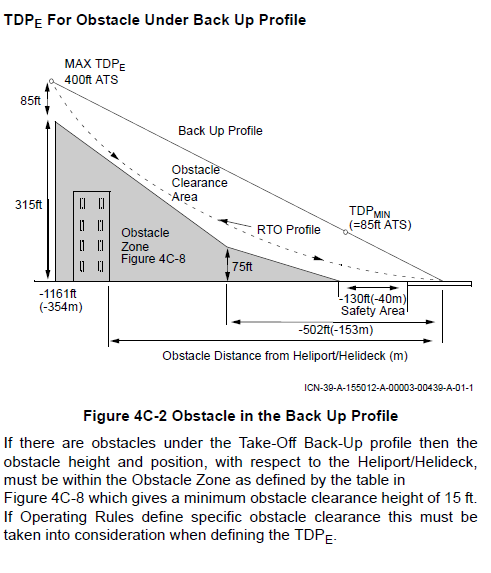 TDPE For Obstacle Under Back Up Profile
MAX TDPE
400ft ATS
85ft
Back Up Profile
Obstacle
Clearance
Area
315ft
TDPMIN
(=85ft ATS)
RTO Profile
Obstacle
Zone
Figure 4C-8
75ft
-1161ft
(-354m)
-130ft(-40m)
Safety Area
-502ft(-153m)
Obstacle Distance from Heliport/Helideck (m)
ICN-39-A-155012-A-00003-00439-A-01-1
Figure 4C-2 Obstacle in the Back Up Profile
If there are obstacles under the Take-Off Back-Up profile then the
obstacle height and position, with respect to the Heliport/Helideck,
must be within the Obstacle Zone as defined by the table in
Figure 4C-8 which gives a minimum obstacle clearance height of 15 ft.
If Operating Rules define specific obstacle clearance this must be
taken into consideration when defining the TDPE.